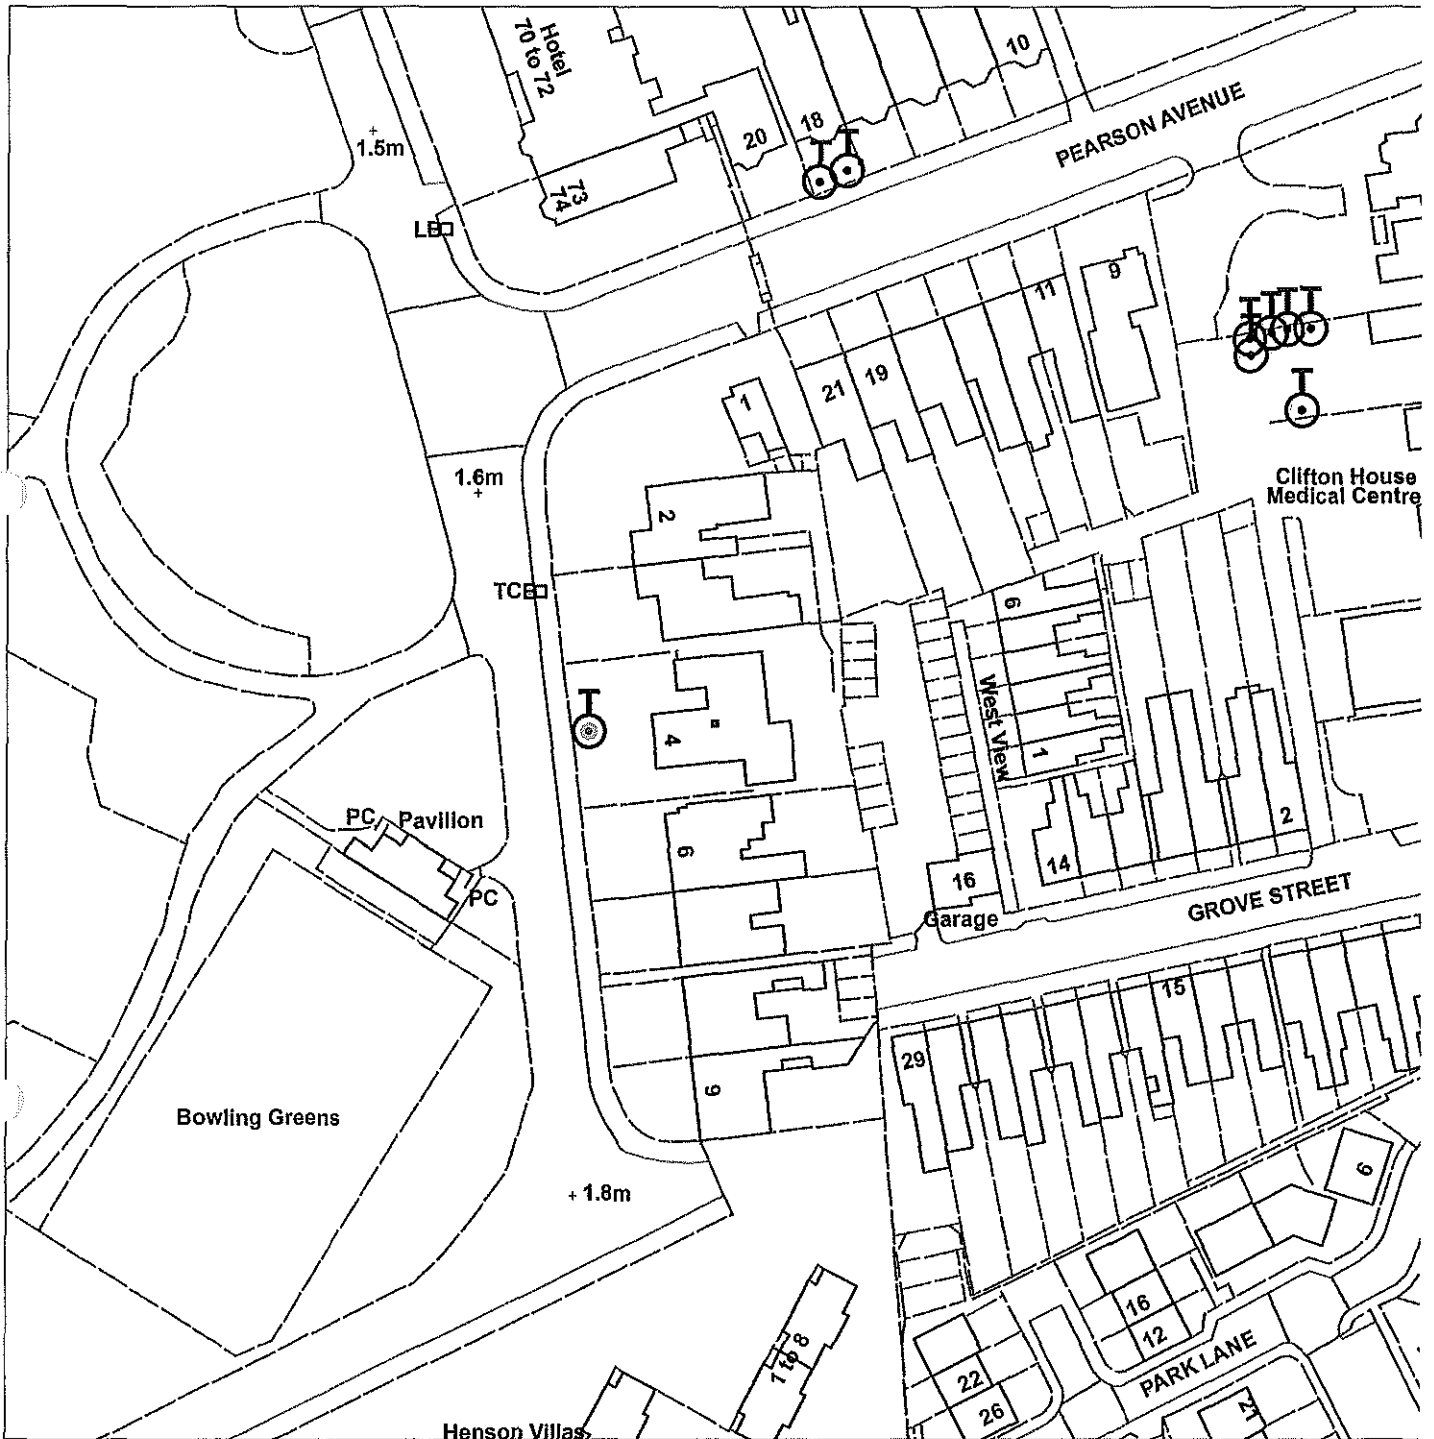 Hotel
70 to 72
10
PEARSON AVENUE
18
20
T
T
1.5m
73
74
LB
9
11
T
T
T
T
T
21
19
1
T
Clifton House
Medical Centre
1.6m
2
TCB
6
West View
T
4
1
PC
Pavilion
2
6
14
16
GROVE STREET
PC
Garage
15
29
9
Bowling Greens
6
1.8m
16
12
1 to 8
PARK LANE
22
26
21
Henson Villas